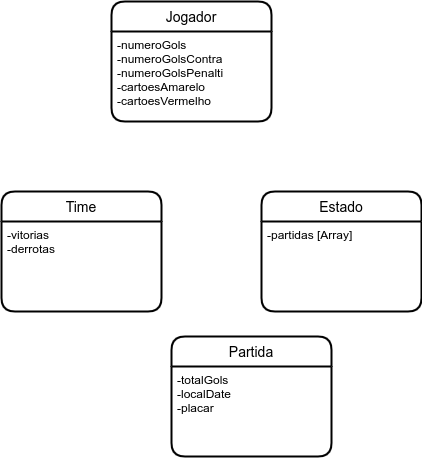 Jogador
-numeroGols
-numeroGolsContra
-numeroGolsPenalti
-cartoesAmarelo
-cartoesVermelho
Time
-vitorias
-derrotas
Estado
-partidas [Array]
Partida
-totalGols
-localDate
-placar